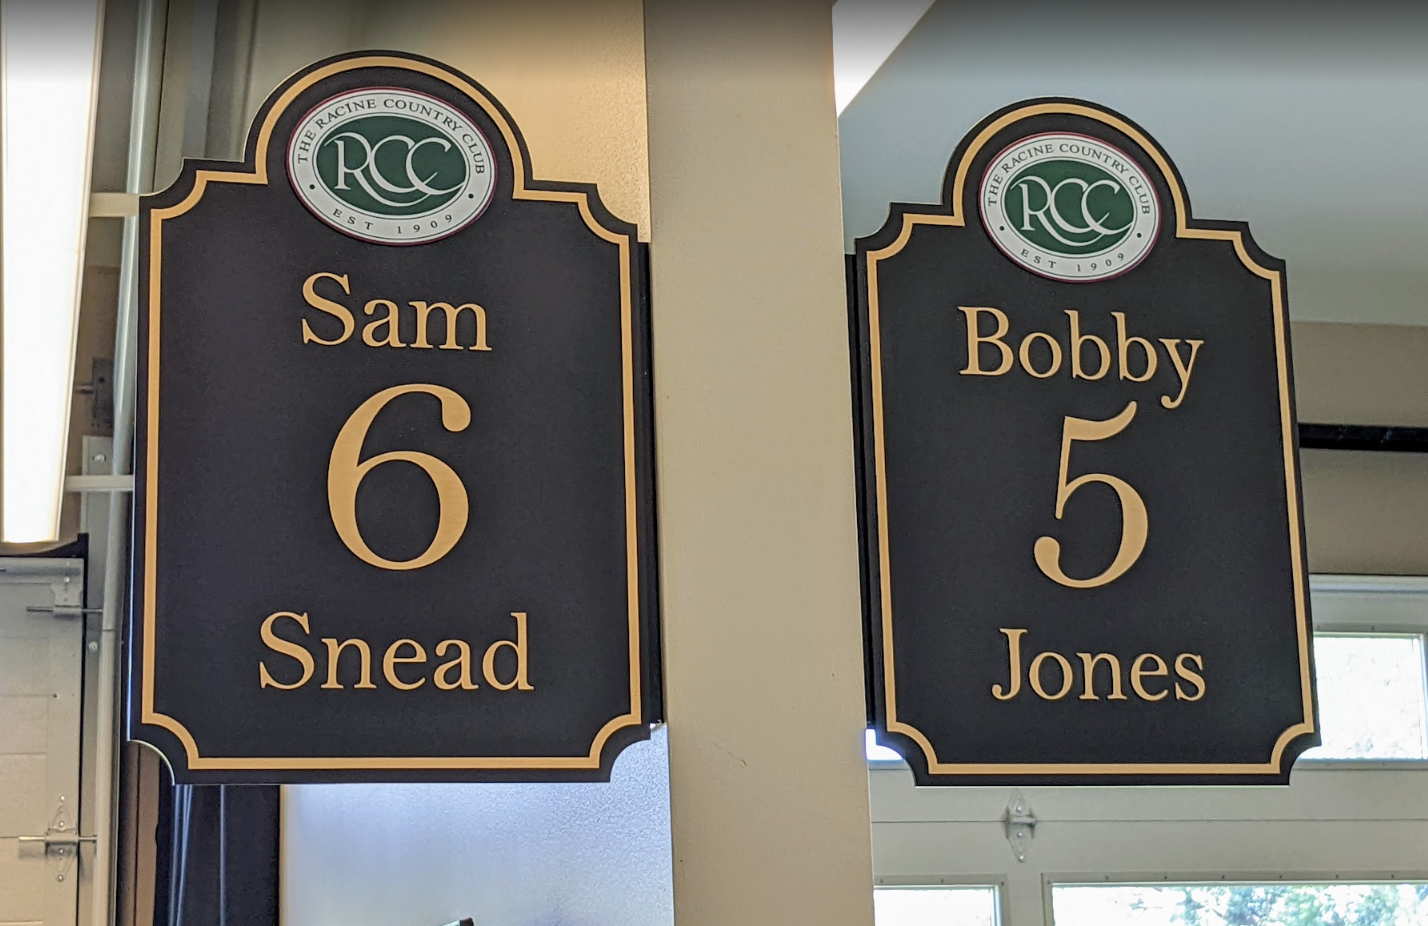 THE RACINE COUNTRY CLUB
RCC
EST 1909
Sam
6
Snead
THE RACINE COUNTRY CLUB
RCC
EST 1909
Bobby
5
Jones